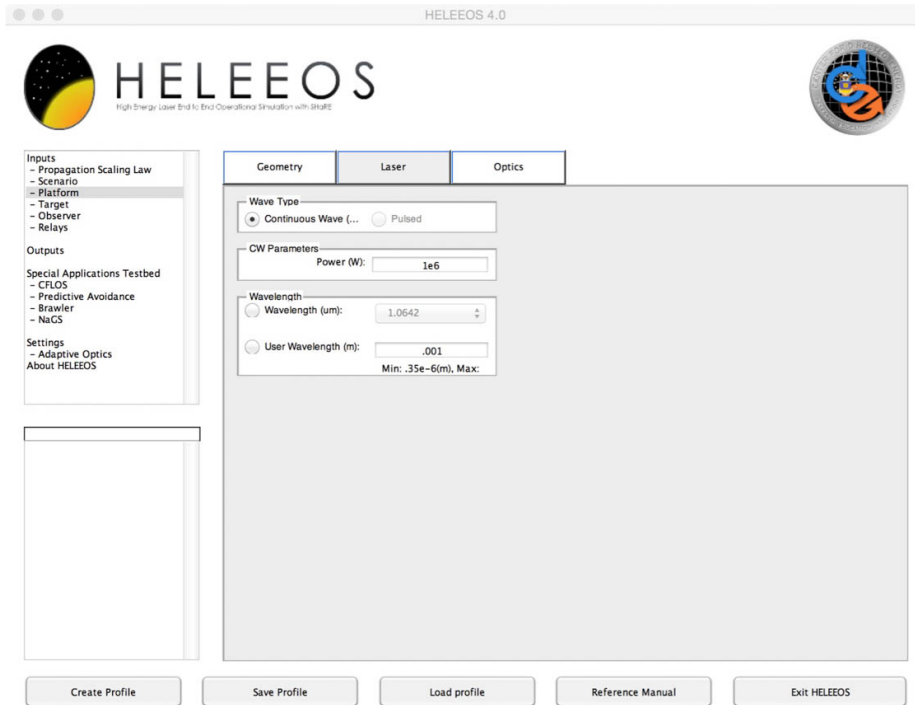 HELEEOS 4.0
HELEEOS
High Energy Laser End to End Operational Simulation with SHaRE
Inputs
– Propagation Scaling Law
– Scenario
– Platform
– Target
– Observer
– Relays
Outputs
Special Applications Testbed
– CFLOS
– Predictive Avoidance
– Brawler
– NaGS
Settings
– Adaptive Optics
About HELEEOS
Geometry Laser Optics
Wave Type
Continuous Wave (... Pulsed
CW Parameters
Power (W): 1e6
Wavelength
Wavelength (um): 1.0642
User Wavelength (m): .001
Min: .35e-6(m), Max:
Create Profile Save Profile Load profile Reference Manual Exit HELEEOS